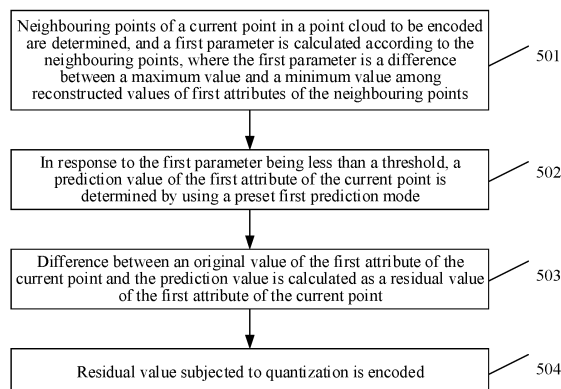 Neighbouring points of a current point in a point cloud to be encoded
are determined, and a first parameter is calculated according to the
neighbouring points, where the first parameter is a difference
between a maximum value and a minimum value among
reconstructed values of first attributes of the neighbouring points
501
In response to the first parameter being less than a threshold, a
prediction value of the first attribute of the current point is
determined by using a preset first prediction mode
502
Difference between an original value of the first attribute of the
current point and the prediction value is calculated as a residual value
of the first attribute of the current point
503
Residual value subjected to quantization is encoded
504